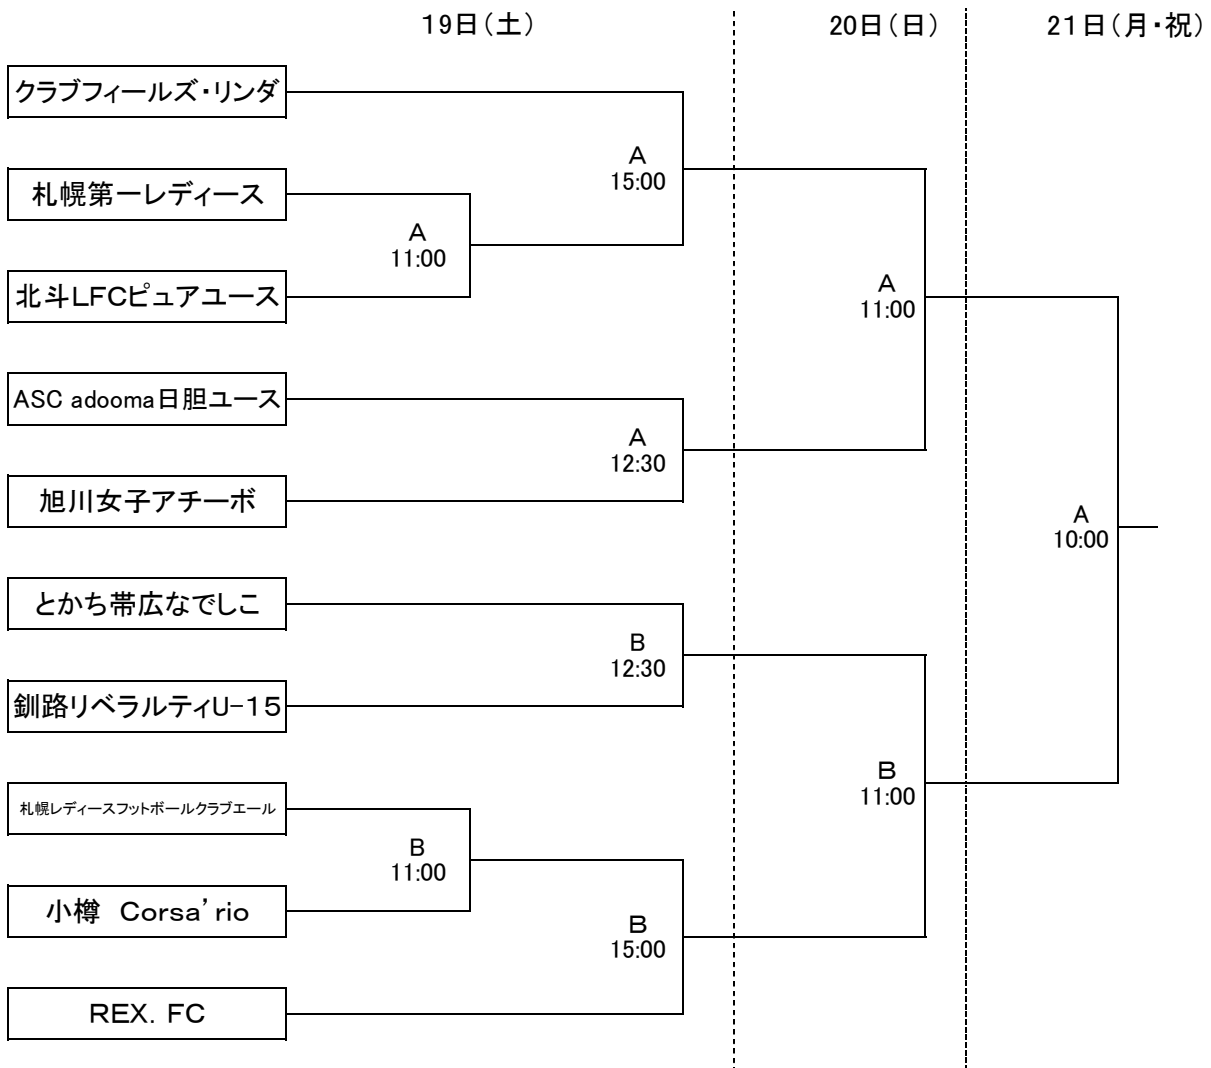 19日（土）
20日（日）
21日（月・祝）
クラブフィールズ・リンダ
A
15:00
札幌第一レディース
A
11:00
北斗LFCピュアユース
A
11:00
ASC adooma日胆ユース
A
12:30
旭川女子アチーボ
A
10:00
とかち帯広なでしこ
B
12:30
釧路リベラルティU-15
B
11:00
札幌レディースフットボールクラブエール
B
11:00
小樽　Corsa’rio
B
15:00
REX．FC